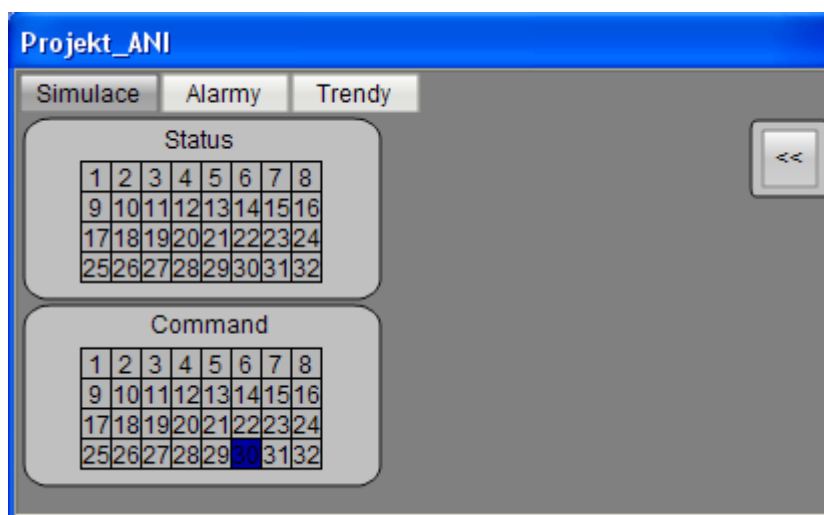 Projekt_ANI
Simulace Alarmy Trendy
Status
<<
1 2 3 4 5 6 7 8
9 10 11 12 13 14 15 16
17 18 19 20 21 22 23 24
25 26 27 28 29 30 31 32
Command
1 2 3 4 5 6 7 8
9 10 11 12 13 14 15 16
17 18 19 20 21 22 23 24
25 26 27 28 29 30 31 32